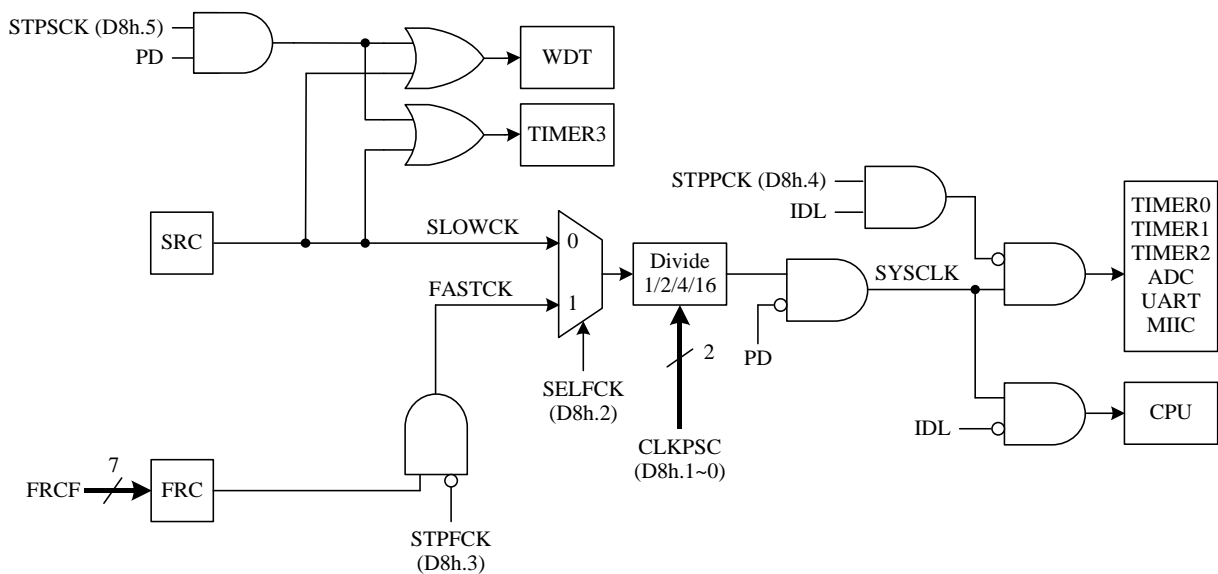 STPSCK (D8h.5)
PD
WDT
TIMER3
STPPCK (D8h.4)
IDL
TIMER0
TIMER1
TIMER2
ADC
UART
MIIC
SRC
SLOWCK
0
Divide
1/2/4/16
SYSCLK
FASTCK
1
PD
2
SELFCK
(D8h.2)
CLKPSC
(D8h.1~0)
IDL
CPU
7
FRCF
FRC
STPFCK
(D8h.3)